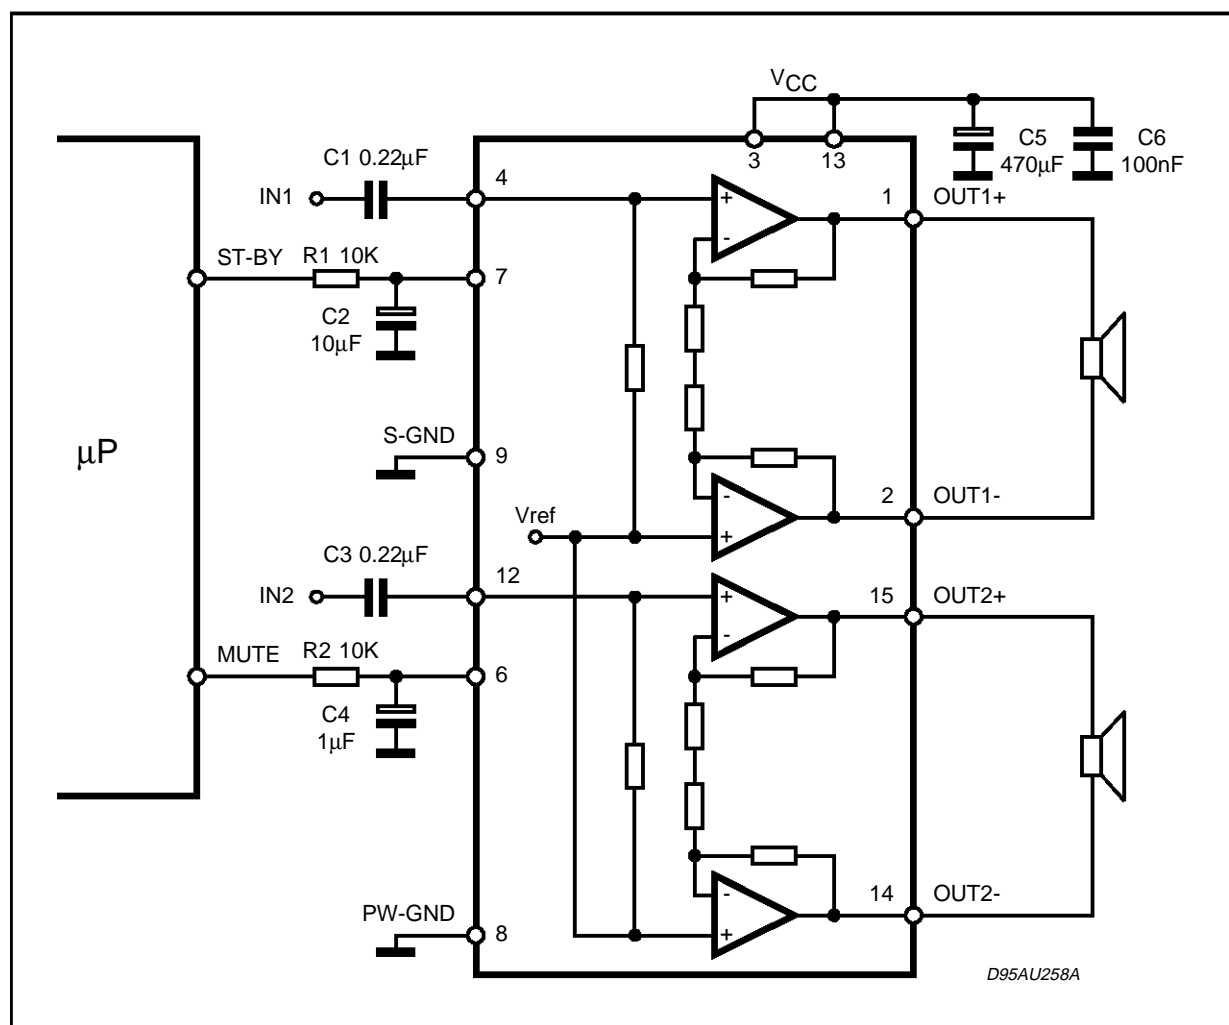 VCC
3
13
C5
470µF
C6
100nF
C1 0.22µF
IN1
4
1
OUT1+
+
-
ST-BY
R1 10K
7
C2
10µF
µP
S-GND
9
2
OUT1-
-
+
Vref
C3 0.22µF
IN2
12
15
OUT2+
+
-
MUTE
R2 10K
6
C4
1µF
PW-GND
8
14
OUT2-
-
+
D95AU258A